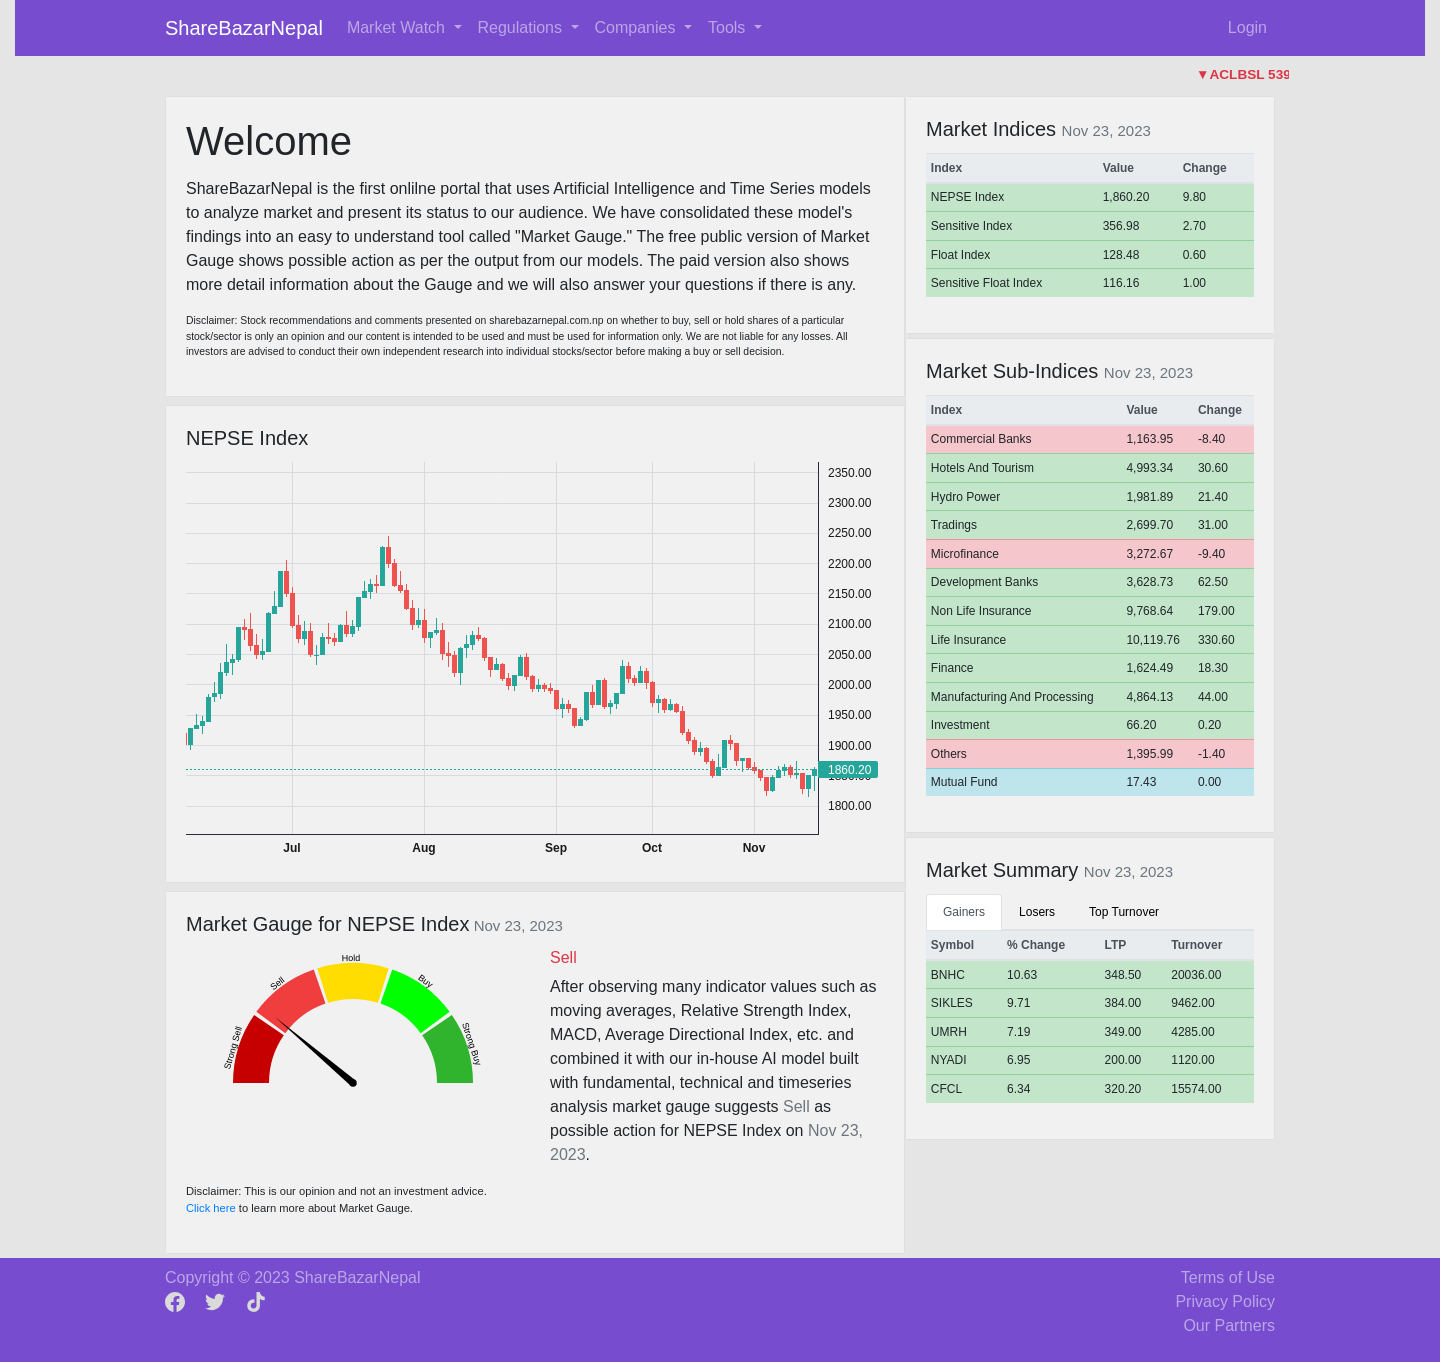 ShareBazarNepal Market Watch Regulations Companies Tools Login
▼ACLBSL 539
Welcome
ShareBazarNepal is the first onlilne portal that uses Artificial Intelligence and Time Series models
to analyze market and present its status to our audience. We have consolidated these model's
findings into an easy to understand tool called "Market Gauge." The free public version of Market
Gauge shows possible action as per the output from our models. The paid version also shows
more detail information about the Gauge and we will also answer your questions if there is any.
Disclaimer: Stock recommendations and comments presented on sharebazarnepal.com.np on whether to buy, sell or hold shares of a particular
stock/sector is only an opinion and our content is intended to be used and must be used for information only. We are not liable for any losses. All
investors are advised to conduct their own independent research into individual stocks/sector before making a buy or sell decision.
NEPSE Index
2350.00
2300.00
2250.00
2200.00
2150.00
2100.00
2050.00
2000.00
1950.00
1900.00
1860.20
1800.00
Jul Aug Sep Oct Nov
Market Gauge for NEPSE Index Nov 23, 2023
Strong Sell
Sell
Hold
Buy
Strong Buy
Sell
After observing many indicator values such as
moving averages, Relative Strength Index,
MACD, Average Directional Index, etc. and
combined it with our in-house AI model built
with fundamental, technical and timeseries
analysis market gauge suggests Sell as
possible action for NEPSE Index on Nov 23,
2023.
Disclaimer: This is our opinion and not an investment advice.
Click here to learn more about Market Gauge.
Market Indices Nov 23, 2023
Index Value Change
NEPSE Index 1,860.20 9.80
Sensitive Index 356.98 2.70
Float Index 128.48 0.60
Sensitive Float Index 116.16 1.00
Market Sub-Indices Nov 23, 2023
Index Value Change
Commercial Banks 1,163.95 -8.40
Hotels And Tourism 4,993.34 30.60
Hydro Power 1,981.89 21.40
Tradings 2,699.70 31.00
Microfinance 3,272.67 -9.40
Development Banks 3,628.73 62.50
Non Life Insurance 9,768.64 179.00
Life Insurance 10,119.76 330.60
Finance 1,624.49 18.30
Manufacturing And Processing 4,864.13 44.00
Investment 66.20 0.20
Others 1,395.99 -1.40
Mutual Fund 17.43 0.00
Market Summary Nov 23, 2023
Gainers Losers Top Turnover
Symbol % Change LTP Turnover
BNHC 10.63 348.50 20036.00
SIKLES 9.71 384.00 9462.00
UMRH 7.19 349.00 4285.00
NYADI 6.95 200.00 1120.00
CFCL 6.34 320.20 15574.00
Copyright © 2023 ShareBazarNepal
Terms of Use
Privacy Policy
Our Partners